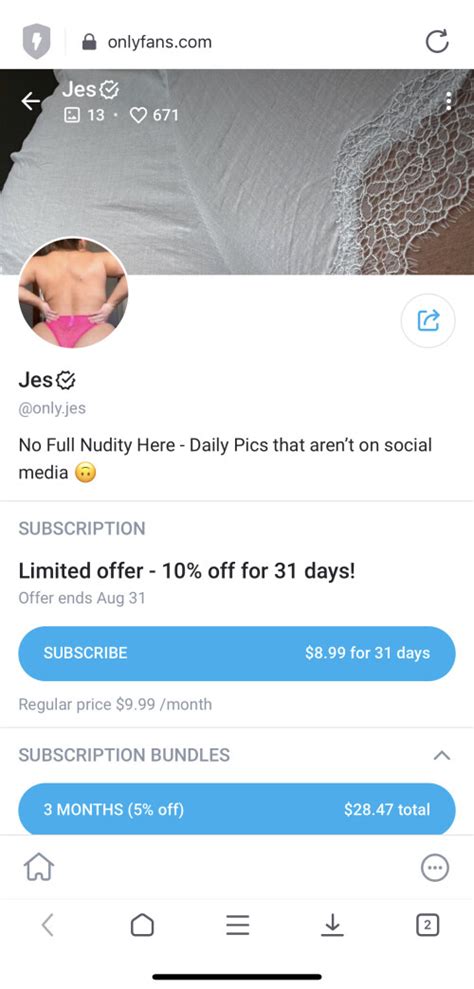 onlyfans.com
Jes
13 · 671
Jes
@only.jes
No Full Nudity Here - Daily Pics that aren't on social
media 🙃
SUBSCRIPTION
Limited offer - 10% off for 31 days!
Offer ends Aug 31
SUBSCRIBE $8.99 for 31 days
Regular price $9.99 /month
SUBSCRIPTION BUNDLES
3 MONTHS (5% off) $28.47 total
2